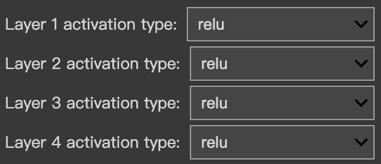 Layer 1 activation type: relu
Layer 2 activation type: relu
Layer 3 activation type: relu
Layer 4 activation type: relu